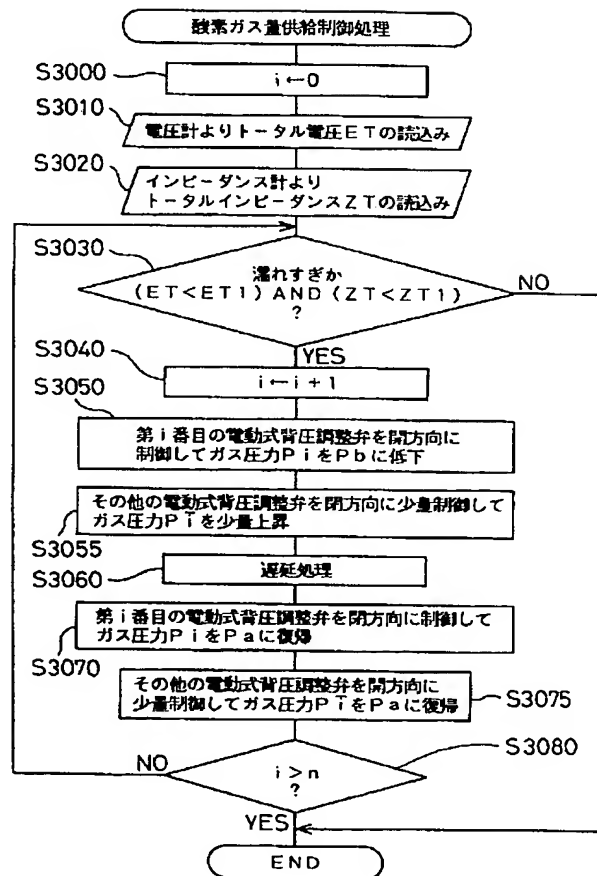 酸素ガス量供給制御処理
S3000
i←0
S3010
電圧計よりトータル電圧ETの読込み
S3020
インピーダンス計より
トータルインピーダンスZTの読込み
S3030
濡れすぎか
(ET<ET1) AND (ZT<ZT1)
?
NO
YES
S3040
i←i+1
S3050
第i番目の電動式背圧調整弁を開方向に
制御してガス圧力PiをPbに低下
その他の電動式背圧調整弁を閉方向に少量制御して
ガス圧力Pi̅を少量上昇
S3055
遅延処理
S3060
第i番目の電動式背圧調整弁を閉方向に制御して
ガス圧力PiをPaに復帰
S3070
その他の電動式背圧調整弁を開方向に
少量制御してガス圧力Pi̅をPaに復帰
S3075
S3080
NO
i>n
?
YES
END